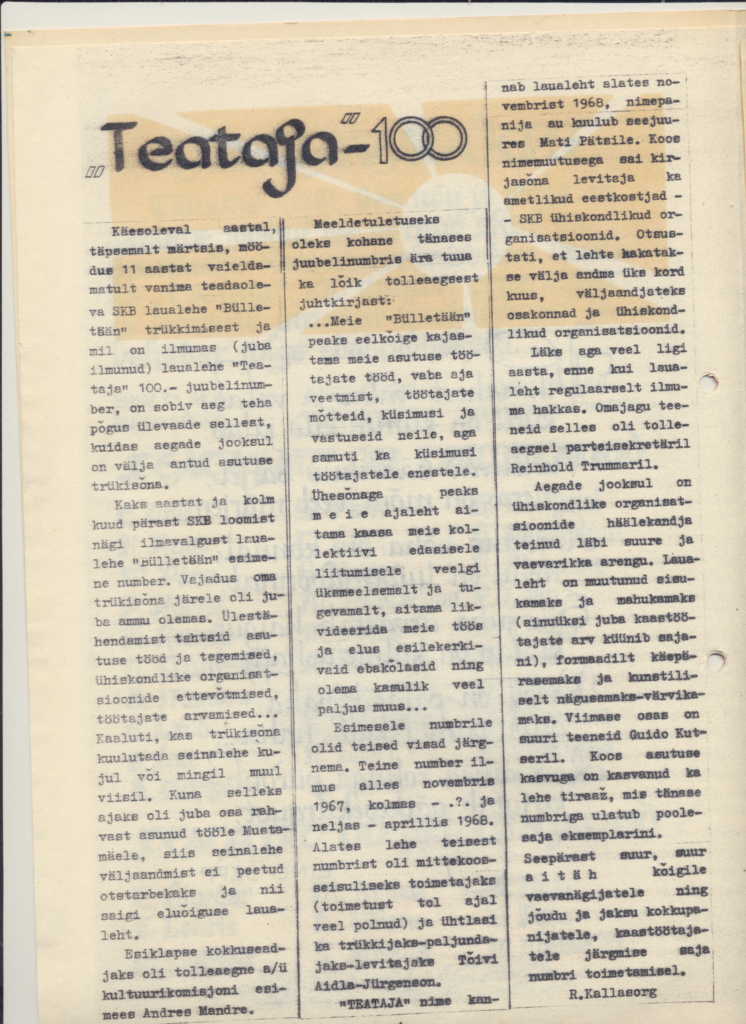 "Teataja"-100
Käesoleval aastal,
täpsemalt märtsis, möö-
dus 11 aastat vaielda-
matult vanima teadaole-
va SKB laualehe "Bülle-
tään" trükkimisest ja
mil on ilmumas (juba
ilmunud) laualehe "Tea-
taja" 100.- juubelinum-
ber, on sobiv aeg teha
põgus ülevaade sellest,
kuidas aegade jooksul
on välja antud asutuse
trükisõna.
Kaks aastat ja kolm
kuud pärast SKB loomist
nägi ilmavalgust laua-
lehe "Bülletään" esime-
ne number. Vajadus oma
trükisõna järele oli ju-
ba ammu olemas. Ülestä-
hendamist tahtsid asu-
tuse tööd ja tegemised,
ühiskondlike organisat-
sioonide ettevõtmised,
töötajate arvamised...
Kaaluti, kas trükisõna
kuulutada seinalehe ku-
jul või mingil muul
viisil. Kuna selleks
ajaks oli juba osa rah-
vast asunud tööle Musta-
mäele, siis seinalehe
väljaandmist ei peetud
otstarbekaks ja nii
saigi eluõiguse laua-
leht.
Esiklapse kokkusead-
jaks oli tolleaegne a/ü
kultuurikomisjoni esi-
mees Andres Mandre.
Meeldetuletuseks
oleks kohane tänases
juubelinumbris ära tuua
ka lõik tolleaegsest
juhtkirjast:
...Meie "Bülletään"
peaks eelkõige kajas-
tama meie asutuse töö-
tajate tööd, vaba aja
veetmist, töötajate
mõtteid, küsimusi ja
vastuseid neile, aga
samuti ka küsimusi
töötajatele enestele.
Ühesõnaga peaks
m e i e ajaleht ai-
tama kaasa meie kol-
lektiivi edasisele
liitumisele veelgi
üksmeelsemalt ja tu-
gevamalt, aitama lik-
videerida meie töös
ja elus esilekerki-
vaid ebakõlasid ning
olema kasulik veel
paljus muus...
Esimesele numbrile
olid teised visad järg-
nema. Teine number il-
mus alles novembris
1967, kolmas - .?. ja
neljas - aprillis 1968.
Alates lehe teisest
numbrist oli mittekoos-
seisuliseks toimetajaks
(toimetust tol ajal
veel polnud) ja ühtlasi
ka trükkijaks-paljunda-
jaks-levitajaks Tõivi
Aidla-Jürgenson.
"TEATAJA" nime kan-
nab laualeht alates no-
vembrist 1968, nimepa-
nija au kuulub seejuu-
res Mati Pätsile. Koos
nimemuutusega sai kir-
jasõna levitaja ka
ametlikud eestkostjad -
- SKB ühiskondlikud or-
ganisatsioonid. Otsus-
tati, et lehte hakatak-
se välja andma üks kord
kuus, väljaandjateks
osakonnad ja ühiskond-
likud organisatsioonid.
Läks aga veel ligi
aasta, enne kui laua-
leht regulaarselt ilmu-
ma hakkas. Omajagu tee-
neid selles oli tolle-
aegsel parteisekretäril
Reinhold Trummaril.
Aegade jooksul on
ühiskondlike organisat-
sioonide häälekandja
teinud läbi suure ja
vaevarikka arengu. Laua-
leht on muutunud sisu-
kamaks ja mahukamaks
(ainuüksi juba kaastöö-
tajate arv küünib saja-
ni), formaadilt käepä-
rasemaks ja kunstili-
selt nägusamaks-värvika-
maks. Viimase osas on
suuri teeneid Guido Kut-
seril. Koos asutuse
kasvuga on kasvanud ka
lehe tiraaž, mis tänase
numbriga ulatub poole-
saja eksemplarini.
Seepärast suur, suur
a i t ä h kõigile
vaevanägijatele ning
jõudu ja jaksu kokkupa-
nijatele, kaastöötaja-
tele järgmise saja
numbri toimetamisel.
R.Kallasorg